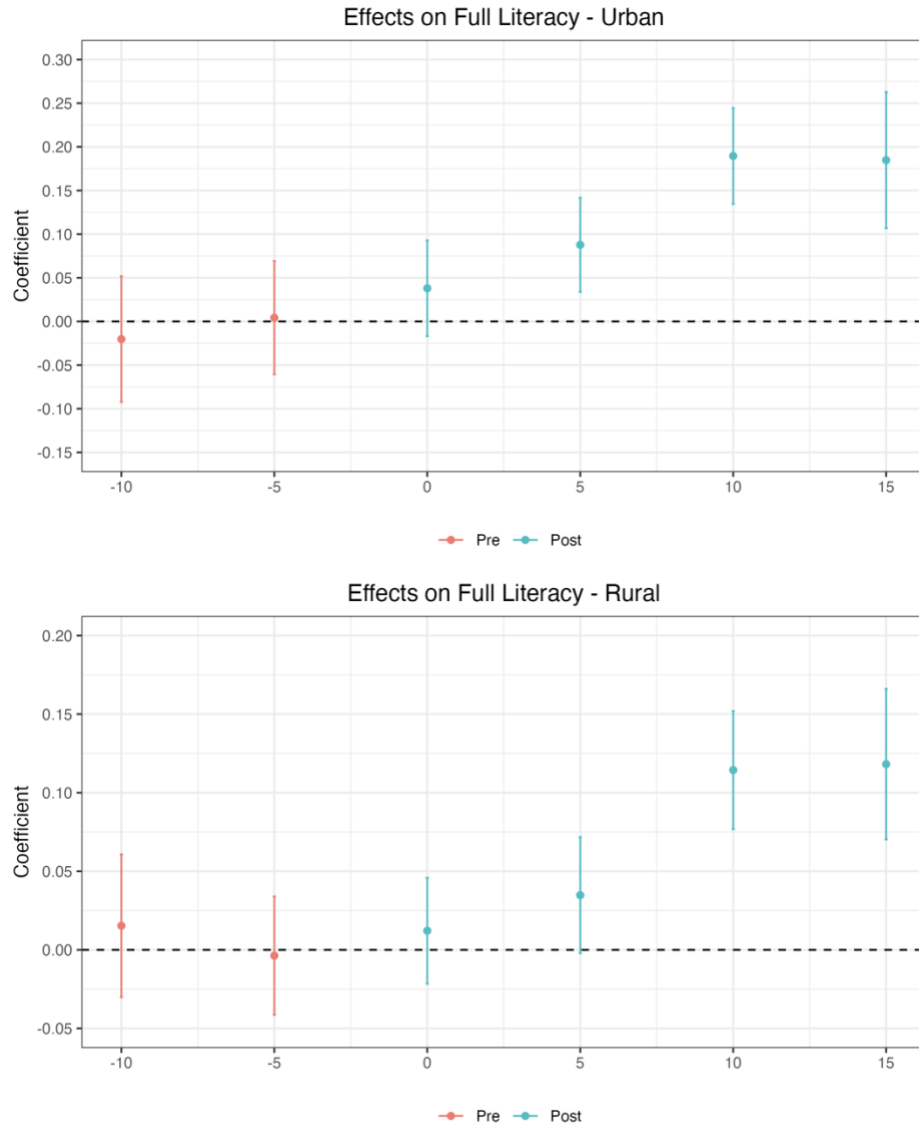 Effects on Full Literacy - Urban
Coefficient
0.30
0.25
0.20
0.15
0.10
0.05
0.00
-0.05
-0.10
-0.15
-10 -5 0 5 10 15
Pre Post
Effects on Full Literacy - Rural
Coefficient
0.20
0.15
0.10
0.05
0.00
-0.05
-10 -5 0 5 10 15
Pre Post